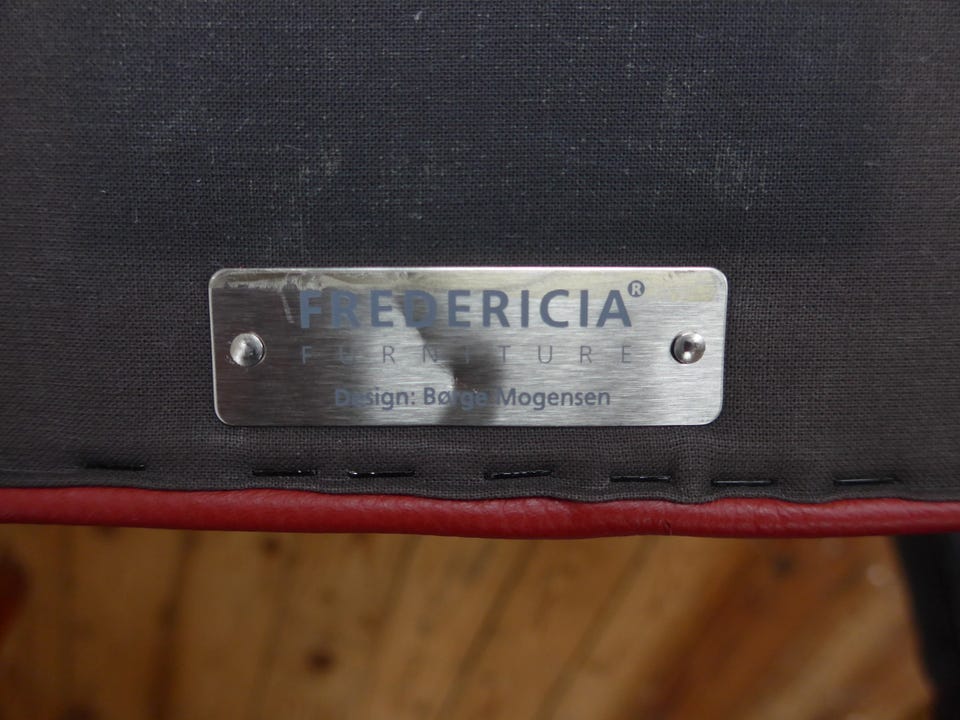 FREDERICIA®
FURNITURE
Design: Børge Mogensen